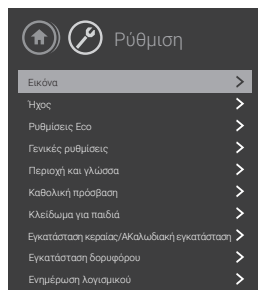 Ρύθμιση
Εικόνα
Ήχος
Ρυθμίσεις Eco
Γενικές ρυθμίσεις
Περιοχή και γλώσσα
Καθολική πρόσβαση
Κλείδωμα για παιδιά
Εγκατάσταση κεραίας/AΚαλωδιακή εγκατάσταση
Εγκατάσταση δορυφόρου
Ενημέρωση λογισμικού